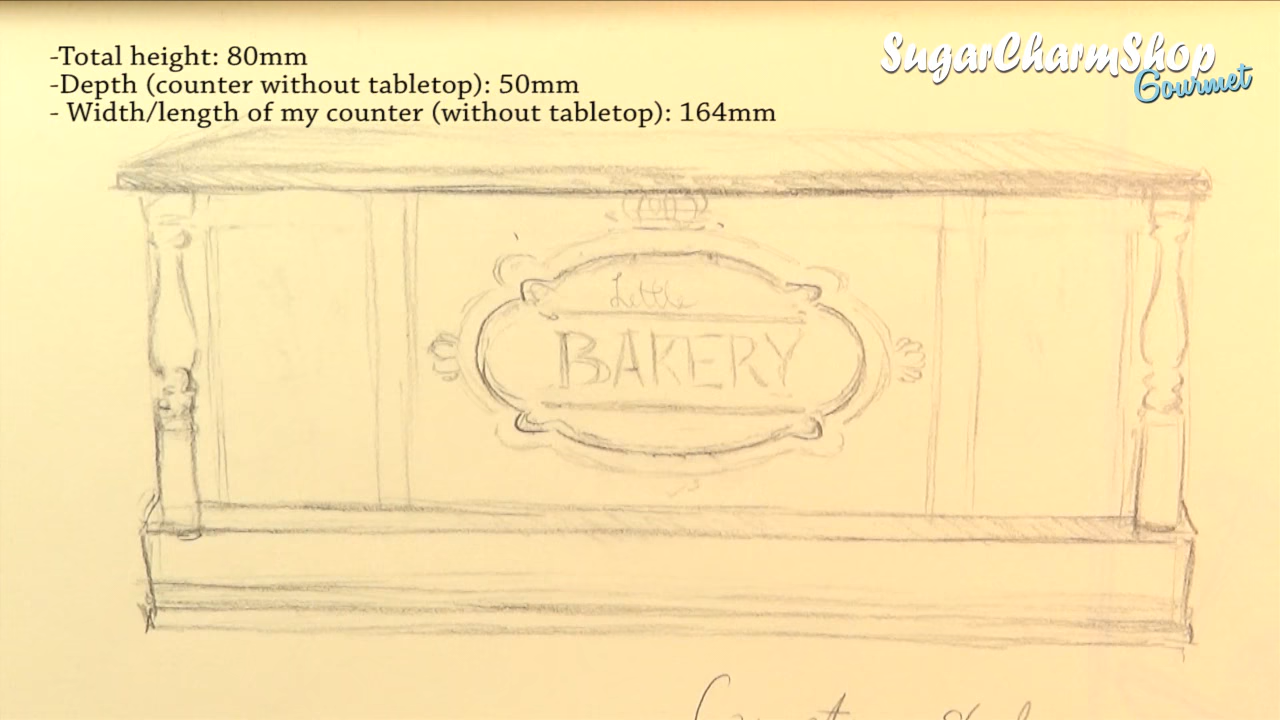 -Total height: 80mm
-Depth (counter without tabletop): 50mm
- Width/length of my counter (without tabletop): 164mm
SugarCharmShop
Gourmet
Little
BAKERY